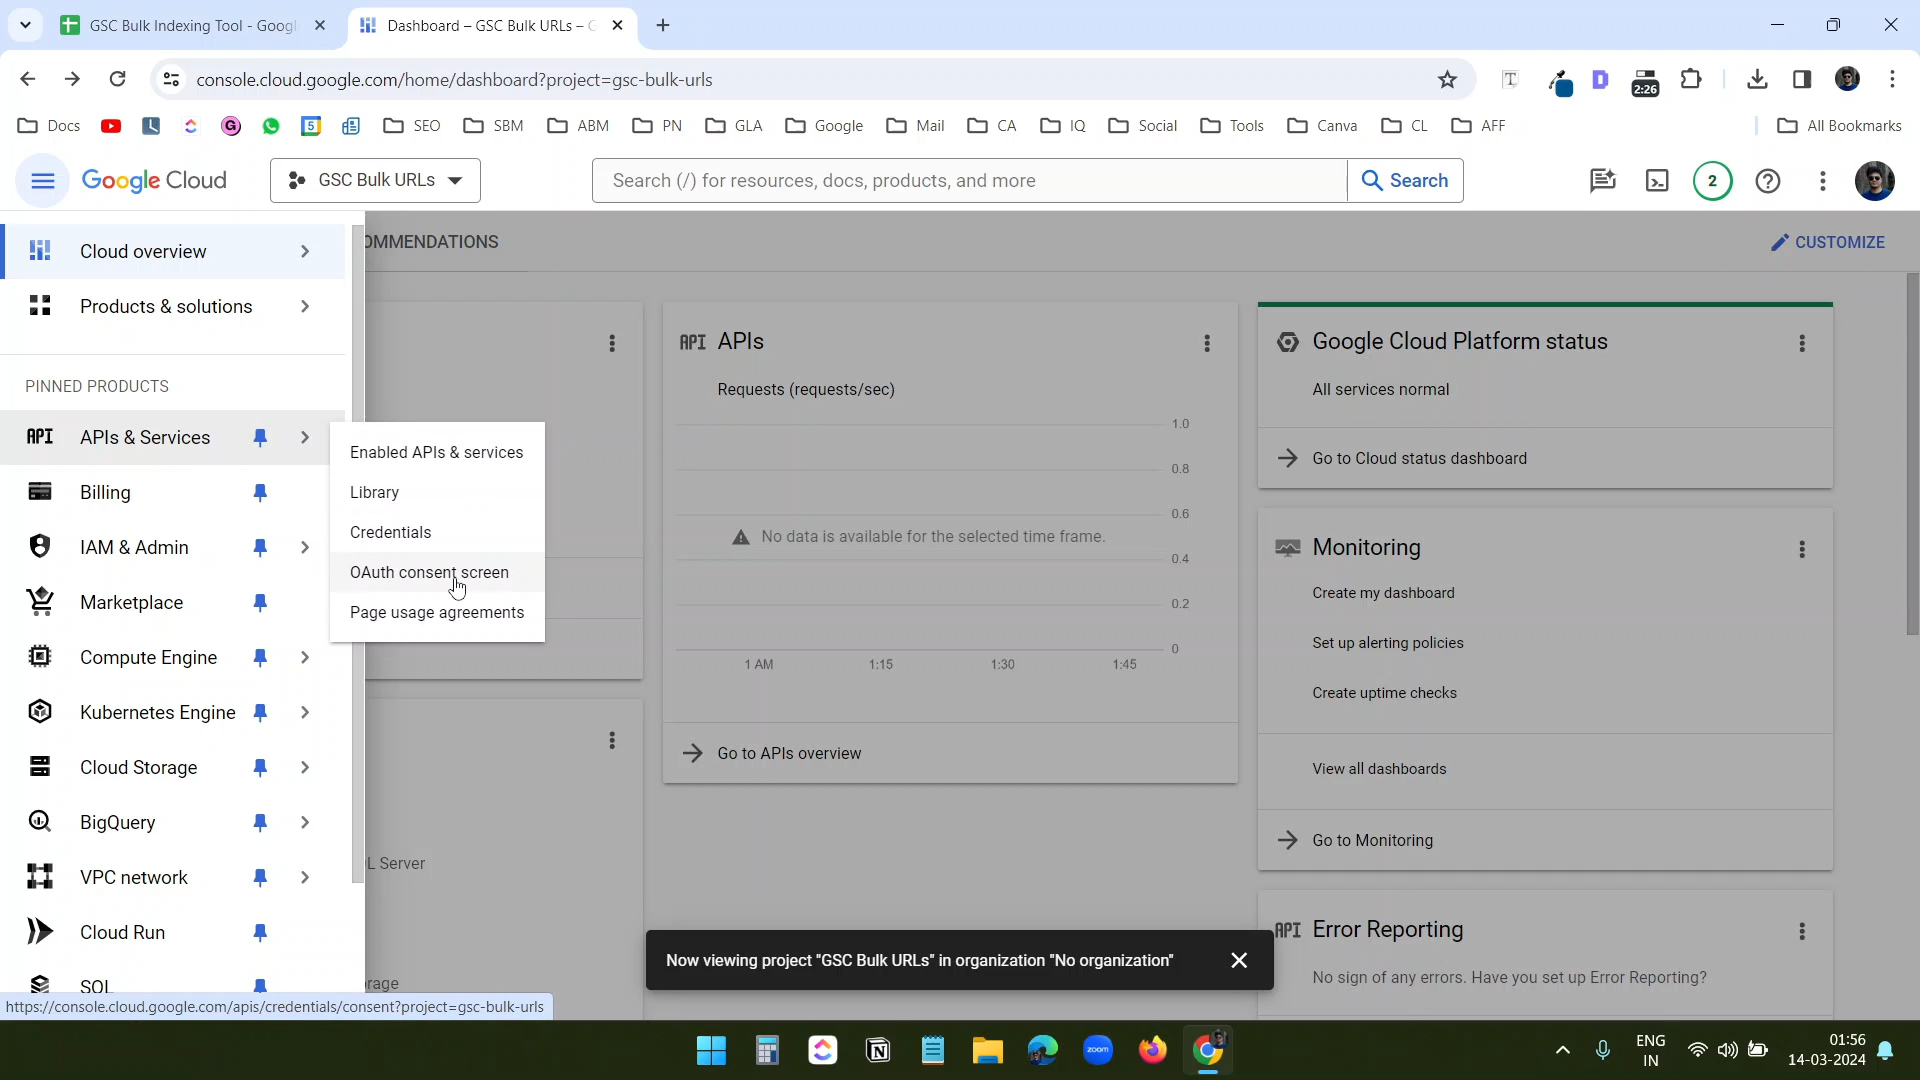 GSC Bulk Indexing Tool - Googl
Dashboard – GSC Bulk URLs – G
console.cloud.google.com/home/dashboard?project=gsc-bulk-urls
2:26
Docs
5
SEO
SBM
ABM
PN
GLA
Google
Mail
CA
IQ
Social
Tools
Canva
CL
AFF
All Bookmarks
Google Cloud
GSC Bulk URLs
Search (/) for resources, docs, products, and more
Search
2
Cloud overview
Products & solutions
PINNED PRODUCTS
API APIs & Services
Billing
IAM & Admin
Marketplace
Compute Engine
Kubernetes Engine
Cloud Storage
BigQuery
VPC network
Cloud Run
SQL
Enabled APIs & services
Library
Credentials
OAuth consent screen
Page usage agreements
OMMENDATIONS
CUSTOMIZE
L Server
rage
API APIs
Requests (requests/sec)
1.0
0.8
0.6
No data is available for the selected time frame.
0.4
0.2
0
1 AM
1:15
1:30
1:45
Go to APIs overview
Google Cloud Platform status
All services normal
Go to Cloud status dashboard
Monitoring
Create my dashboard
Set up alerting policies
Create uptime checks
View all dashboards
Go to Monitoring
API Error Reporting
No sign of any errors. Have you set up Error Reporting?
Now viewing project "GSC Bulk URLs" in organization "No organization"
https://console.cloud.google.com/apis/credentials/consent?project=gsc-bulk-urls
zoom
ENG
IN
01:56
14-03-2024